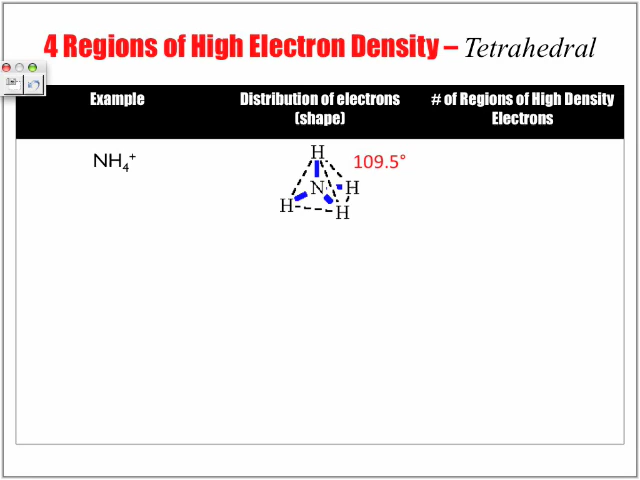 4 Regions of High Electron Density – Tetrahedral
Example
Distribution of electrons
(shape)
# of Regions of High Density
Electrons
NH₄⁺
H
109.5°
N H
H
H